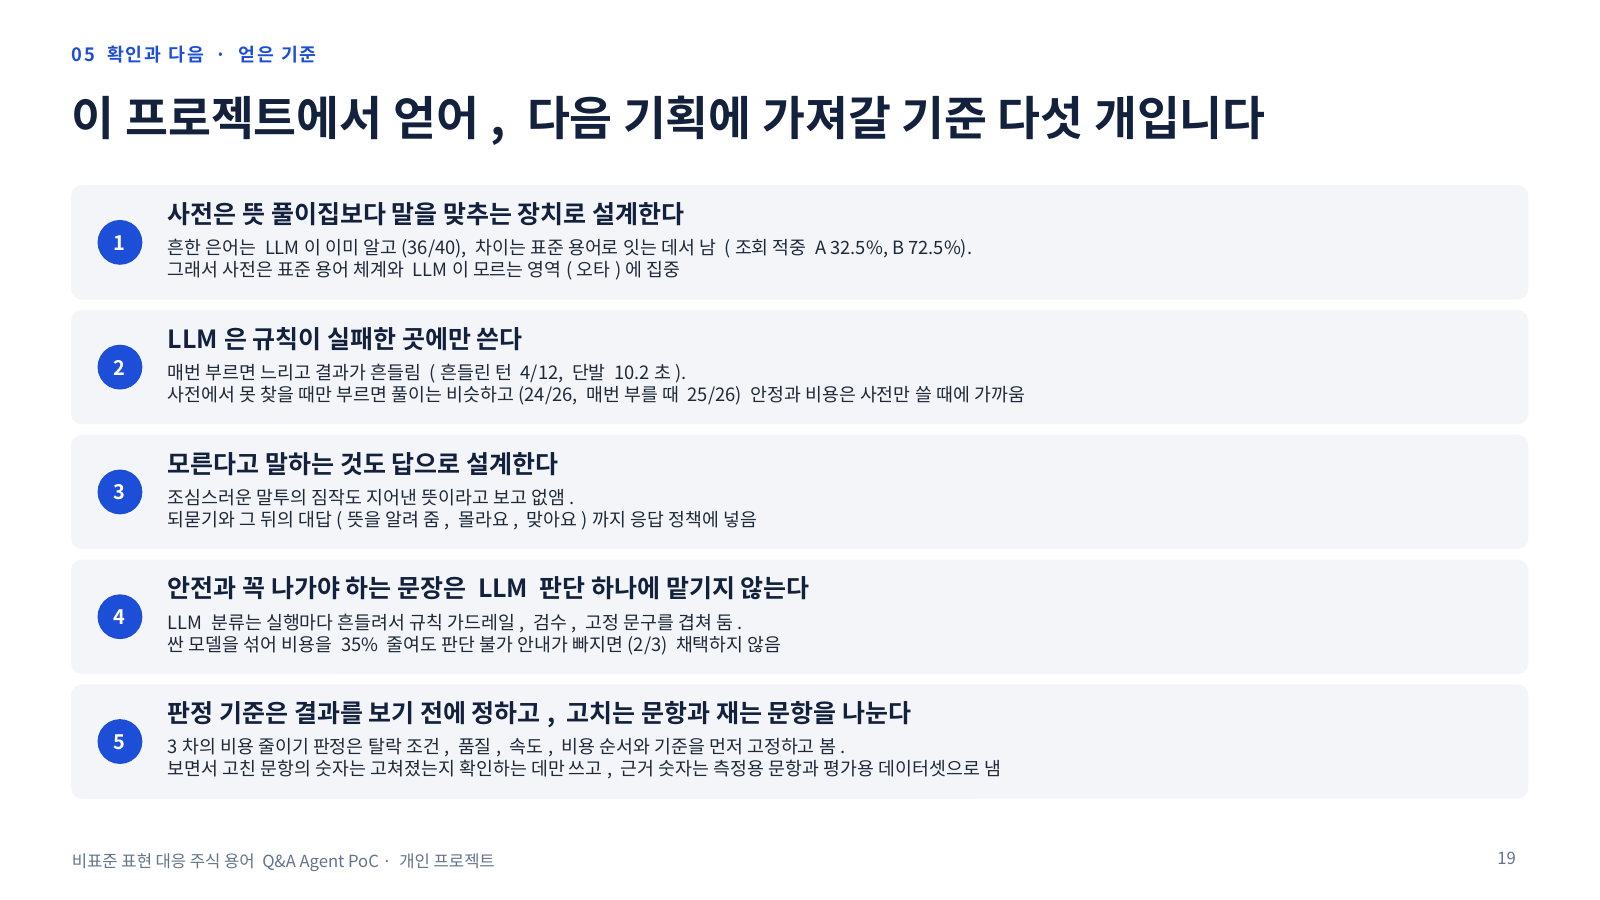 05 확인과 다음 · 얻은 기준
이 프로젝트에서 얻어 , 다음 기획에 가져갈 기준 다섯 개입니다
1
사전은 뜻 풀이집보다 말을 맞추는 장치로 설계한다
흔한 은어는 LLM 이 이미 알고 (36/40), 차이는 표준 용어로 잇는 데서 남 ( 조회 적중 A 32.5%, B 72.5%).
그래서 사전은 표준 용어 체계와 LLM 이 모르는 영역 ( 오타 ) 에 집중
2
LLM 은 규칙이 실패한 곳에만 쓴다
매번 부르면 느리고 결과가 흔들림 ( 흔들린 턴 4/12, 단발 10.2 초 ).
사전에서 못 찾을 때만 부르면 풀이는 비슷하고 (24/26, 매번 부를 때 25/26) 안정과 비용은 사전만 쓸 때에 가까움
3
모른다고 말하는 것도 답으로 설계한다
조심스러운 말투의 짐작도 지어낸 뜻이라고 보고 없앰 .
되묻기와 그 뒤의 대답 ( 뜻을 알려 줌 , 몰라요 , 맞아요 ) 까지 응답 정책에 넣음
4
안전과 꼭 나가야 하는 문장은 LLM 판단 하나에 맡기지 않는다
LLM 분류는 실행마다 흔들려서 규칙 가드레일 , 검수 , 고정 문구를 겹쳐 둠 .
싼 모델을 섞어 비용을 35% 줄여도 판단 불가 안내가 빠지면 (2/3) 채택하지 않음
5
판정 기준은 결과를 보기 전에 정하고 , 고치는 문항과 재는 문항을 나눈다
3 차의 비용 줄이기 판정은 탈락 조건 , 품질 , 속도 , 비용 순서와 기준을 먼저 고정하고 봄 .
보면서 고친 문항의 숫자는 고쳐졌는지 확인하는 데만 쓰고 , 근거 숫자는 측정용 문항과 평가용 데이터셋으로 냄
비표준 표현 대응 주식 용어 Q&A Agent PoC · 개인 프로젝트
19